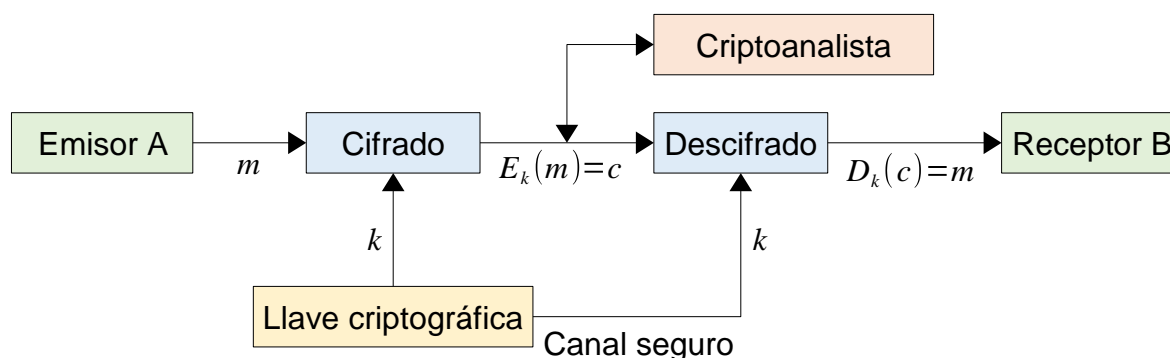 Criptoanalista
Emisor A
Cifrado
Descifrado
Receptor B
m
E_k(m)=c
D_k(c)=m
k
k
Llave criptográfica
Canal seguro